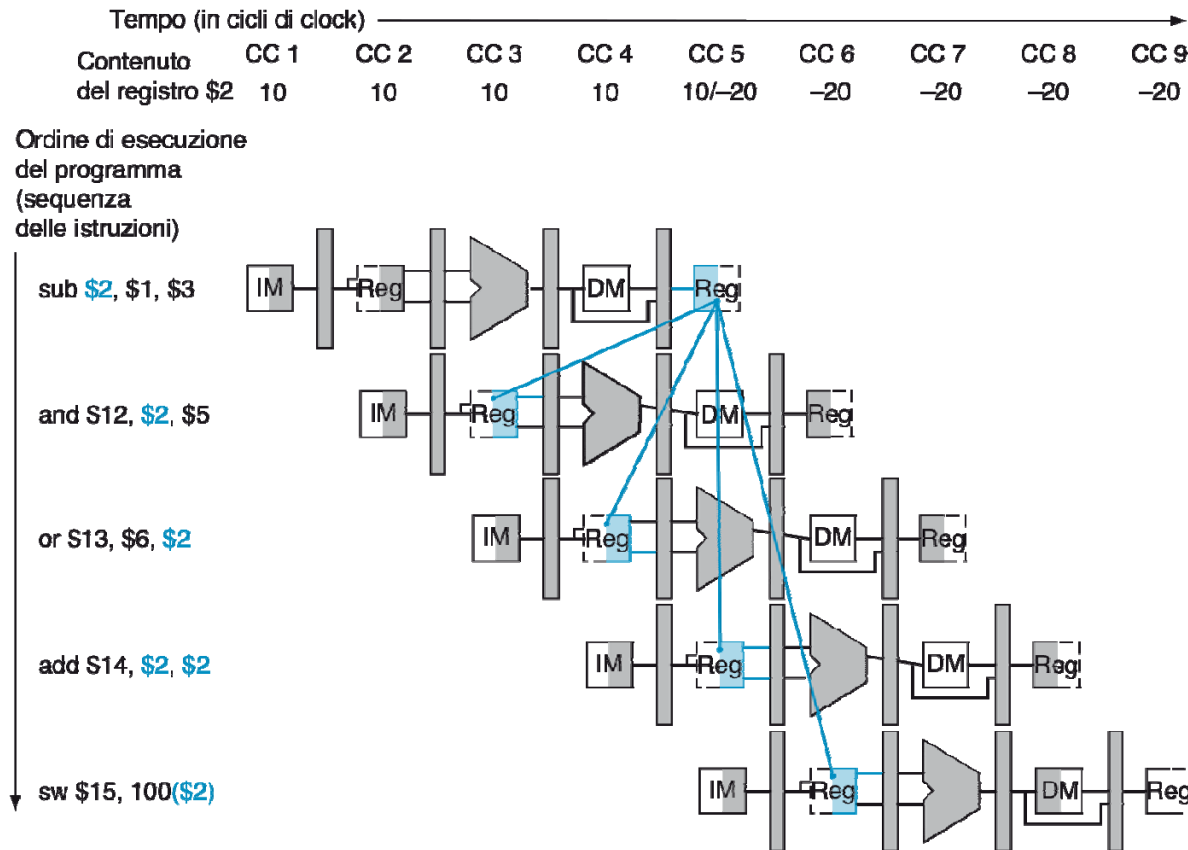 Tempo (in cicli di clock)
Contenuto del registro $2
CC 1 CC 2 CC 3 CC 4 CC 5 CC 6 CC 7 CC 8 CC 9
10 10 10 10 10/–20 –20 –20 –20 –20
Ordine di esecuzione
del programma
(sequenza
delle istruzioni)
sub $2, $1, $3
IM Reg DM Reg
and S12, $2, $5
IM Reg DM Reg
or S13, $6, $2
IM Reg DM Reg
add S14, $2, $2
IM Reg DM Reg
sw $15, 100($2)
IM Reg DM Reg